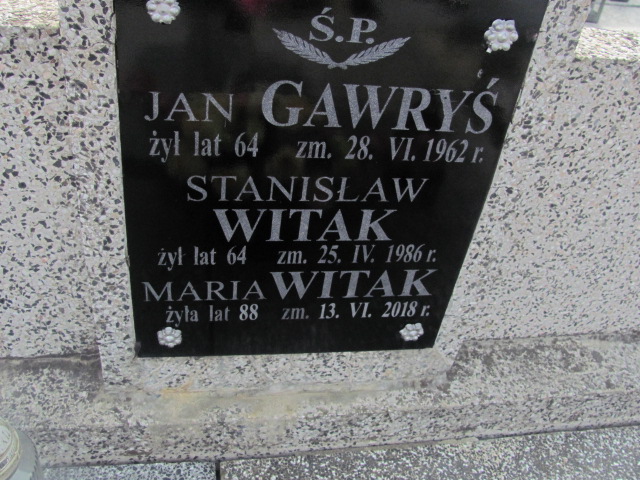 Ś.P.
JAN GAWRYŚ
żył lat 64 zm. 28. VI. 1962 r.
STANISŁAW
WITAK
żył lat 64 zm. 25. IV. 1986 r.
MARIA WITAK
żyła lat 88 zm. 13. VI. 2018 r.